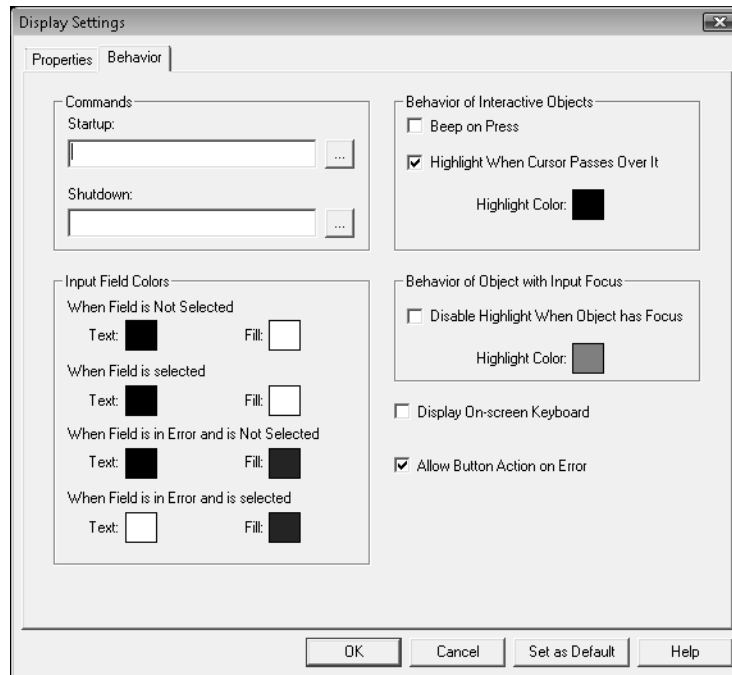 Display Settings
Properties
Behavior
Commands
Startup:
...
Shutdown:
...
Input Field Colors
When Field is Not Selected
Text:
Fill:
When Field is selected
Text:
Fill:
When Field is in Error and is Not Selected
Text:
Fill:
When Field is in Error and is selected
Text:
Fill:
Behavior of Interactive Objects
Beep on Press
Highlight When Cursor Passes Over It
Highlight Color:
Behavior of Object with Input Focus
Disable Highlight When Object has Focus
Highlight Color:
Display On-screen Keyboard
Allow Button Action on Error
OK
Cancel
Set as Default
Help